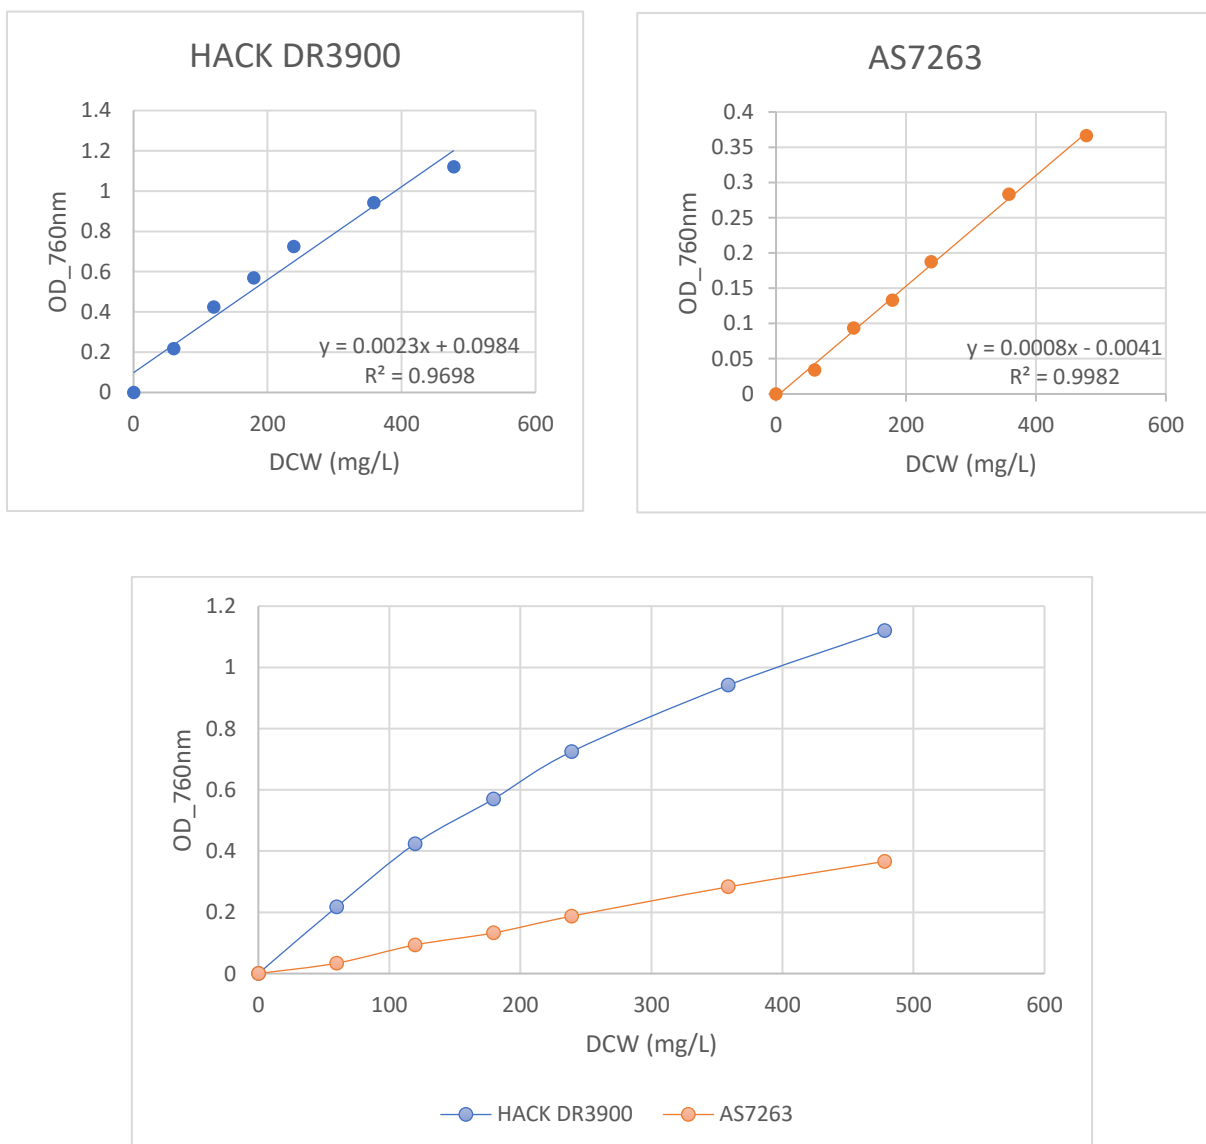 HACK DR3900
OD_760nm
1.4
1.2
1
0.8
0.6
0.4
0.2
0
y = 0.0023x + 0.0984
R² = 0.9698
0 200 400 600
DCW (mg/L)
AS7263
OD_760nm
0.4
0.35
0.3
0.25
0.2
0.15
0.1
0.05
0
y = 0.0008x - 0.0041
R² = 0.9982
0 200 400 600
DCW (mg/L)
OD_760nm
1.2
1
0.8
0.6
0.4
0.2
0
0 100 200 300 400 500 600
DCW (mg/L)
HACK DR3900 AS7263